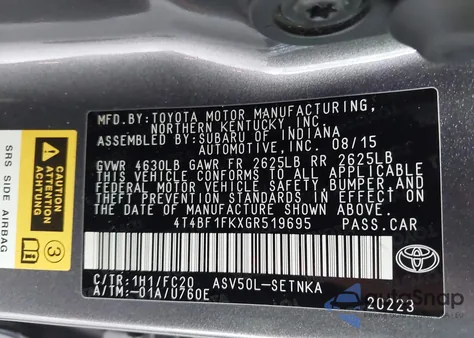 MFD.BY:TOYOTA MOTOR MANUFACTURING,
NORTHERN KENTUCKY,INC
ASSEMBLED BY:SUBARU OF INDIANA
AUTOMOTIVE,INC. 08/15
GVWR 4630LB GAWR FR 2625LB RR 2625LB
THIS VEHICLE CONFORMS TO ALL APPLICABLE
FEDERAL MOTOR VEHICLE SAFETY,BUMPER,AND
THEFT PREVENTION STANDARDS IN EFFECT ON
THE DATE OF MANUFACTURE SHOWN ABOVE.
4T4BF1FKXGR519695 PASS.CAR
C/TR:1H1/FC20 ASV50L-SETNKA
A/TM:-01A/U760E
TOYOTA
20223
SRS SIDE AIRBAG
CAUTION
ATTENTION
ACHTUNG
3
AutoSnap